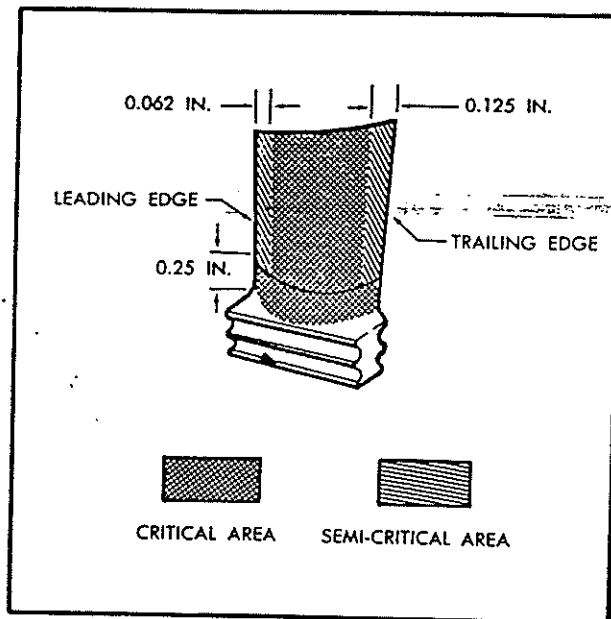 0.062 IN.
0.125 IN.
LEADING EDGE
TRAILING EDGE
0.25 IN.
CRITICAL AREA
SEMI-CRITICAL AREA